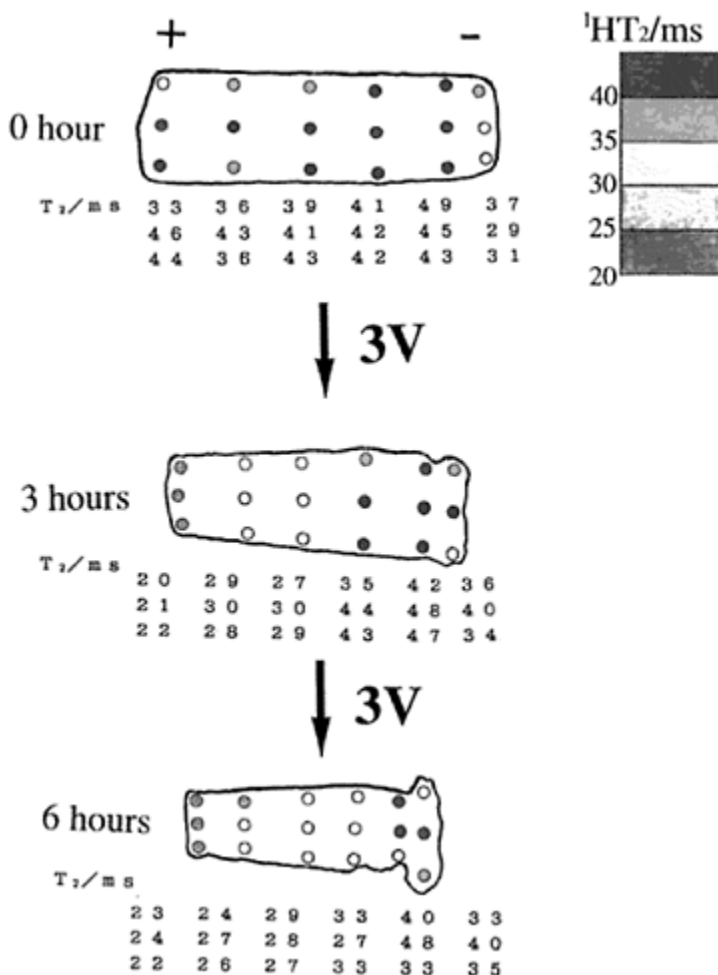 + −
¹HT₂/ms
0 hour
40
35
30
25
20
T₂/ms 33 36 39 41 49 37
46 43 41 42 45 29
44 36 43 42 43 31
3V
3 hours
T₂/ms
20 29 27 35 42 36
21 30 30 44 48 40
22 28 29 43 47 34
3V
6 hours
T₂/ms
23 24 29 33 40 33
24 27 28 27 48 40
22 26 27 33 33 35